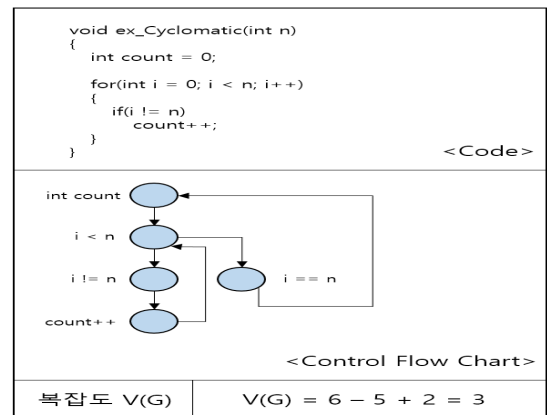 void ex_Cyclomatic(int n)
{
int count = 0;
for(int i = 0; i < n; i++)
{
if(i != n)
count++;
}
}
<Code>
int count
i < n
i != n
i == n
count++
<Control Flow Chart>
복잡도 V(G)
V(G) = 6 – 5 + 2 = 3